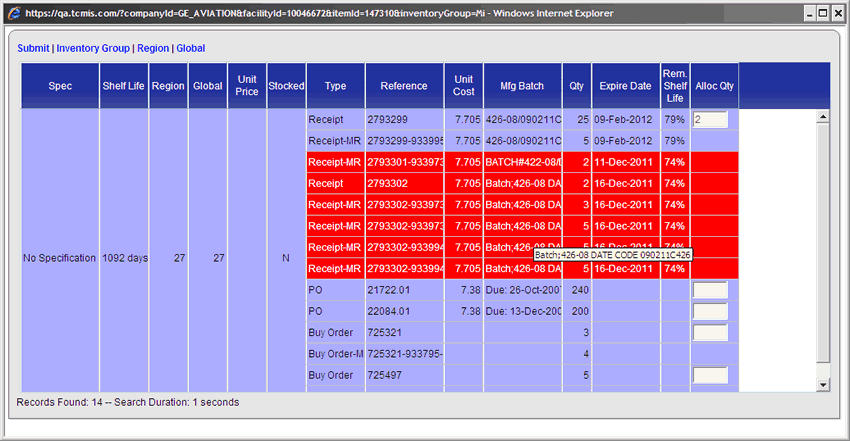 https://qa.tcmis.com/?companyId=GE_AVIATION&facilityId=10046672&itemId=147310&inventoryGroup=Mi - Windows Internet Explorer
Submit | Inventory Group | Region | Global
Spec Shelf Life Region Global Unit Price Stocked Type Reference Unit Cost Mfg Batch Qty Expire Date Rem. Shelf Life Alloc Qty
Receipt 2793299 7.705 426-08/090211C 25 09-Feb-2012 79% 2
Receipt-MR 2793299-933995 7.705 426-08/090211C 5 09-Feb-2012 79%
Receipt-MR 2793301-933973 7.705 BATCH#422-08/ 2 11-Dec-2011 74%
Receipt 2793302 7.705 Batch;426-08 DA 2 16-Dec-2011 74%
Receipt-MR 2793302-933973 7.705 Batch;426-08 DA 3 16-Dec-2011 74%
Receipt-MR 2793302-933973 7.705 Batch;426-08 DA 5 16-Dec-2011 74%
No Specification 1092 days 27 27 N Receipt-MR 2793302-933994 7.705 Batch;426-08 DA 5 16-Dec-2011 74%
Batch;426-08 DATE CODE 090211C426
Receipt-MR 2793302-933994 7.705 Batch;426-08 DA 5 16-Dec-2011 74%
PO 21722.01 7.38 Due: 26-Oct-2007 240
PO 22084.01 7.38 Due: 13-Dec-200 200
Buy Order 725321 3
Buy Order-M 725321-933795- 4
Buy Order 725497 5
Records Found: 14 -- Search Duration: 1 seconds